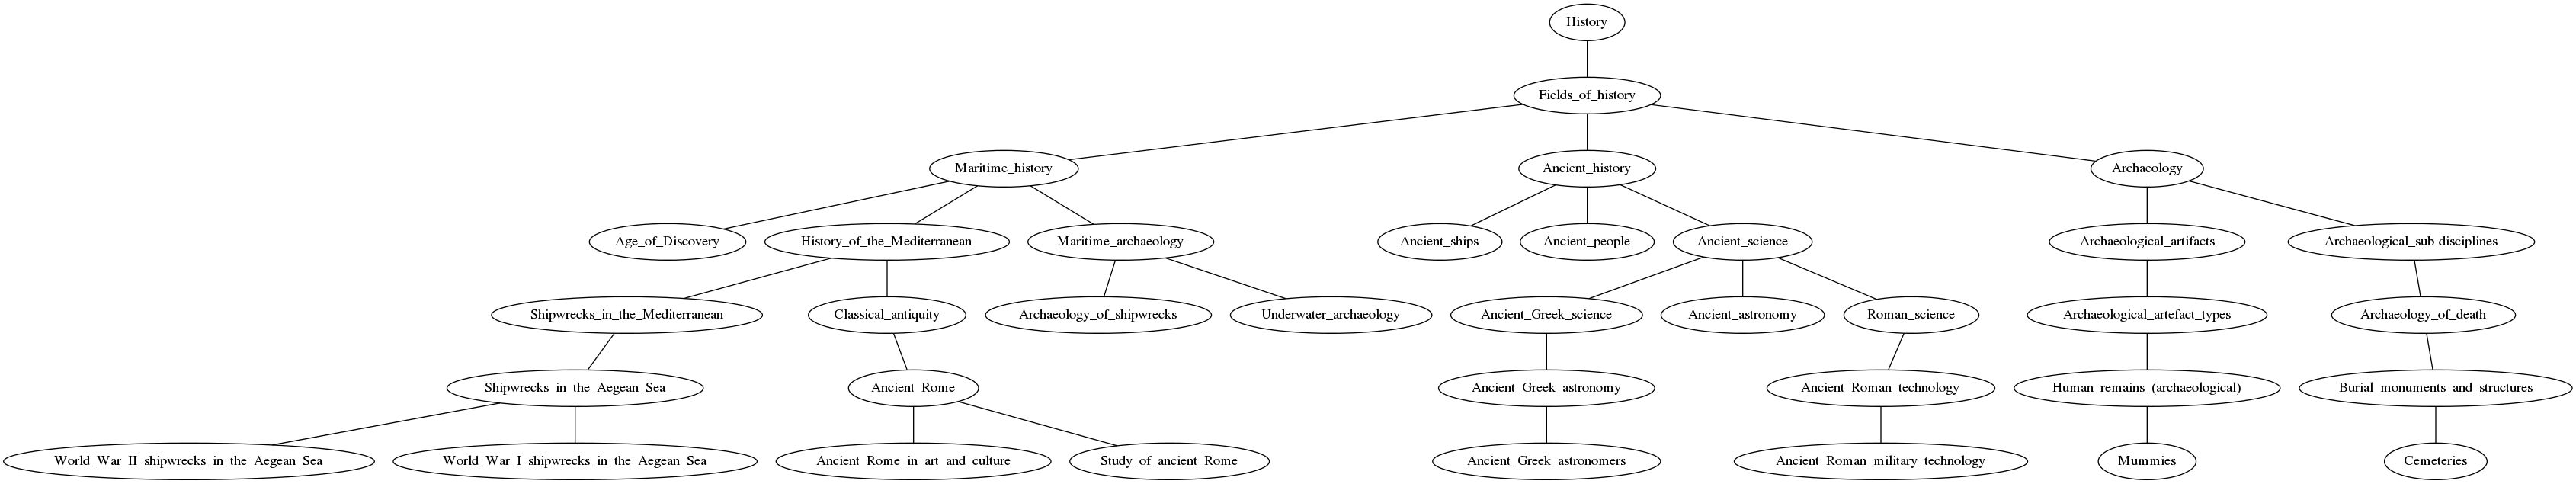 History
Fields_of_history
Maritime_history
Ancient_history
Archaeology
Age_of_Discovery
History_of_the_Mediterranean
Maritime_archaeology
Ancient_ships
Ancient_people
Ancient_science
Archaeological_artifacts
Archaeological_sub-disciplines
Shipwrecks_in_the_Mediterranean
Classical_antiquity
Archaeology_of_shipwrecks
Underwater_archaeology
Ancient_Greek_science
Ancient_astronomy
Roman_science
Archaeological_artefact_types
Archaeology_of_death
Shipwrecks_in_the_Aegean_Sea
Ancient_Rome
Ancient_Greek_astronomy
Ancient_Roman_technology
Human_remains_(archaeological)
Burial_monuments_and_structures
World_War_II_shipwrecks_in_the_Aegean_Sea
World_War_I_shipwrecks_in_the_Aegean_Sea
Ancient_Rome_in_art_and_culture
Study_of_ancient_Rome
Ancient_Greek_astronomers
Ancient_Roman_military_technology
Mummies
Cemeteries